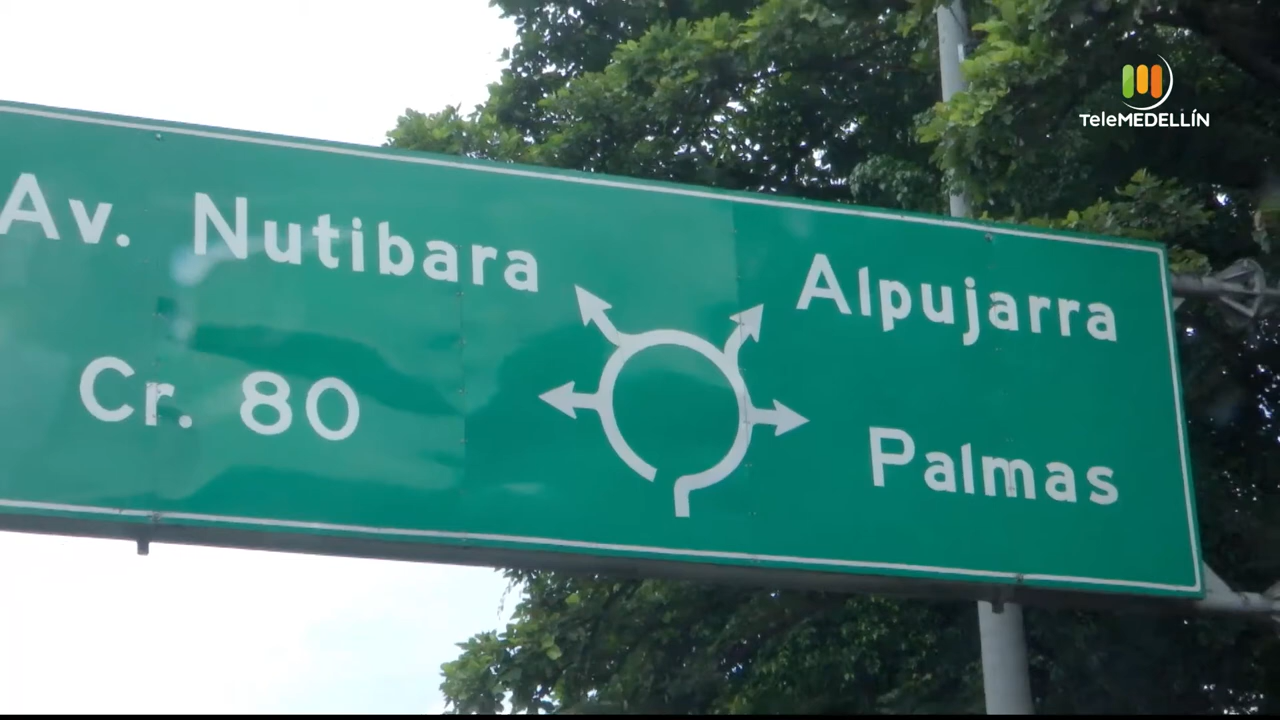 TeleMEDELLÍN
Av. Nutibara
Alpujarra
Cr. 80
Palmas